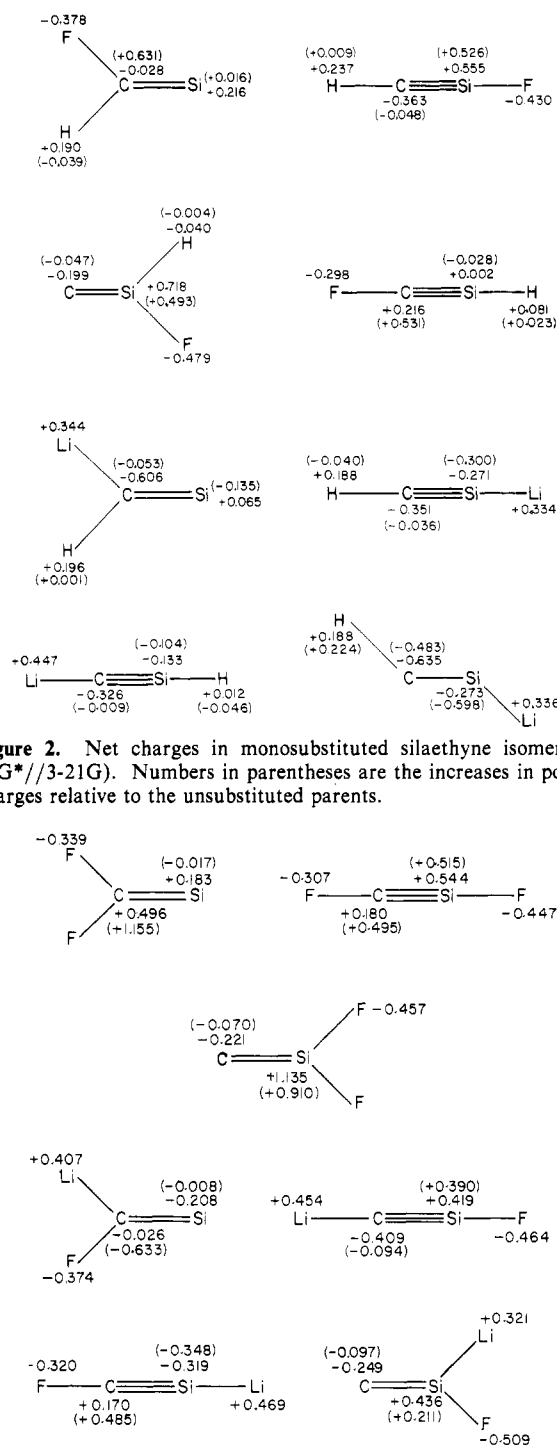 -0.378
F
(+0.631)
-0.028
C Si (+0.016)
+0.216
H
+0.190
(-0.039)
(+0.009) (+0.526)
+0.237 +0.555
H C Si F
-0.363 -0.430
(-0.048)
(-0.004)
-0.040
H
(-0.047)
-0.199
C Si +0.718
(+0.493)
F
-0.479
(-0.028)
-0.298 +0.002
F C Si H
+0.216 +0.081
(+0.531) (+0.023)
+0.344
Li
(-0.053)
-0.606
C Si (-0.135)
+0.065
H
+0.196
(+0.001)
(-0.040) (-0.300)
+0.188 -0.271
H C Si Li
-0.351 +0.334
(-0.036)
(-0.104)
+0.447 -0.133
Li C Si H
-0.326 +0.012
(-0.009) (-0.046)
H
+0.188
(+0.224)
(-0.483)
-0.635
C Si
-0.273
(-0.598)
+0.336
Li
gure 2. Net charges in monosubstituted silaethyne isomer
G*//3-21G). Numbers in parentheses are the increases in po
arges relative to the unsubstituted parents.
-0.339
F
(-0.017)
+0.183
C Si
+0.496
(+1.155)
F
(+0.515)
-0.307 +0.544
F C Si F
+0.180 -0.447
(+0.495)
F -0.457
(-0.070)
-0.221
C Si
+1.135
(+0.910)
F
+0.407
Li
(-0.008)
-0.208
C Si
-0.026
(-0.633)
F
-0.374
(+0.390)
+0.454 +0.419
Li C Si F
-0.409 -0.464
(-0.094)
(-0.348)
-0.320 -0.319
F C Si Li
+0.170 +0.469
(+0.485)
+0.321
Li
(-0.097)
-0.249
C Si
+0.436
(+0.211)
F
-0.509